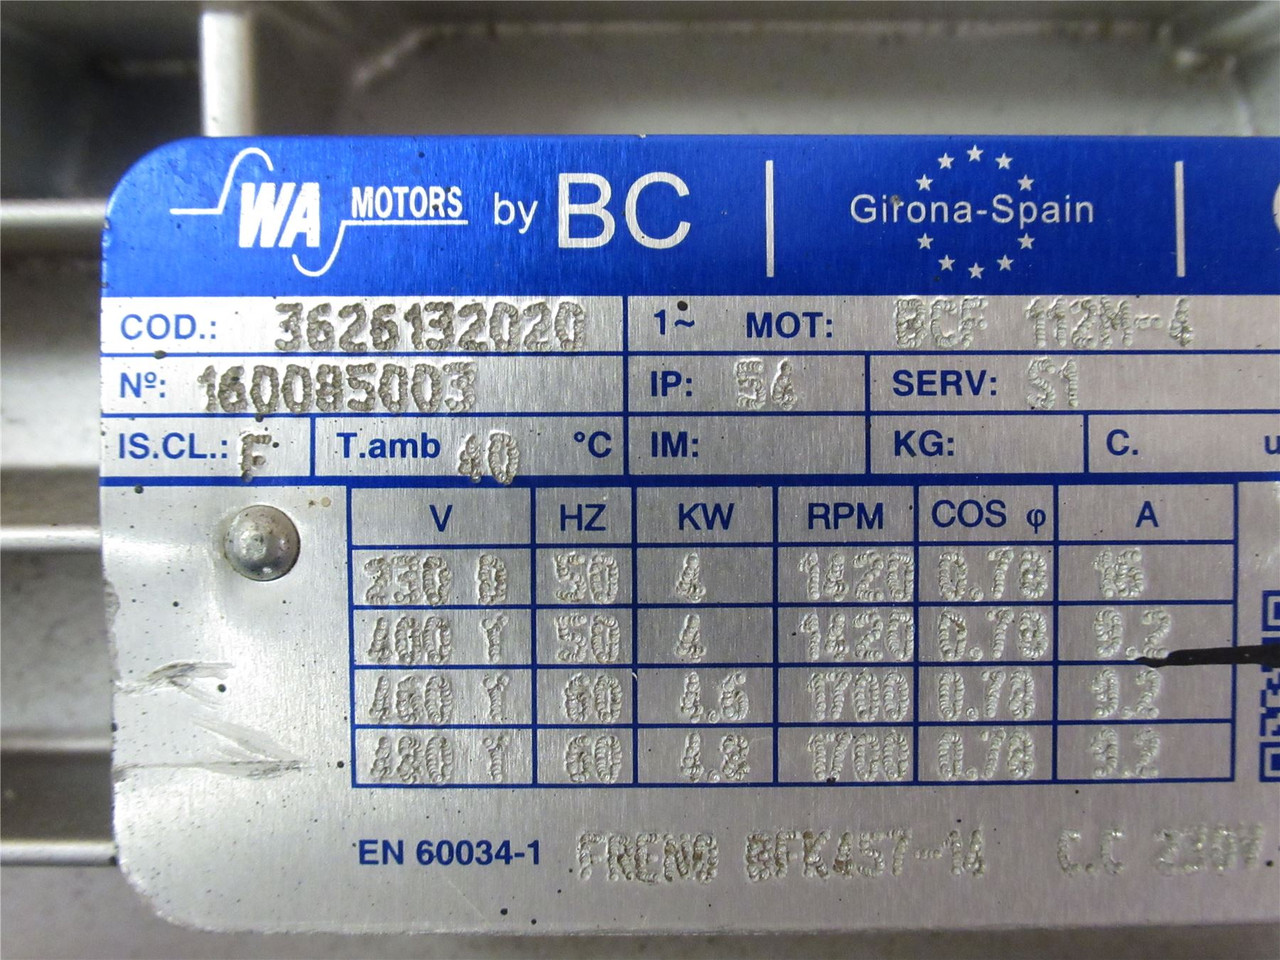 WA MOTORS by BC
Girona-Spain
COD.: 3626132020 1~ MOT: BCF 112M-4
Nº: 160085003 IP: 54 SERV: S1
IS.CL.: F T.amb 40 °C IM: KG: C.
V HZ KW RPM COS φ A
230 D 50 4 1420 0.78 16
400 Y 50 4 1420 0.78 9.2
460 Y 60 4.6 1700 0.78 9.2
480 Y 60 4.8 1700 0.78 9.2
EN 60034-1 FRENO BFK457-14 C.C 230V